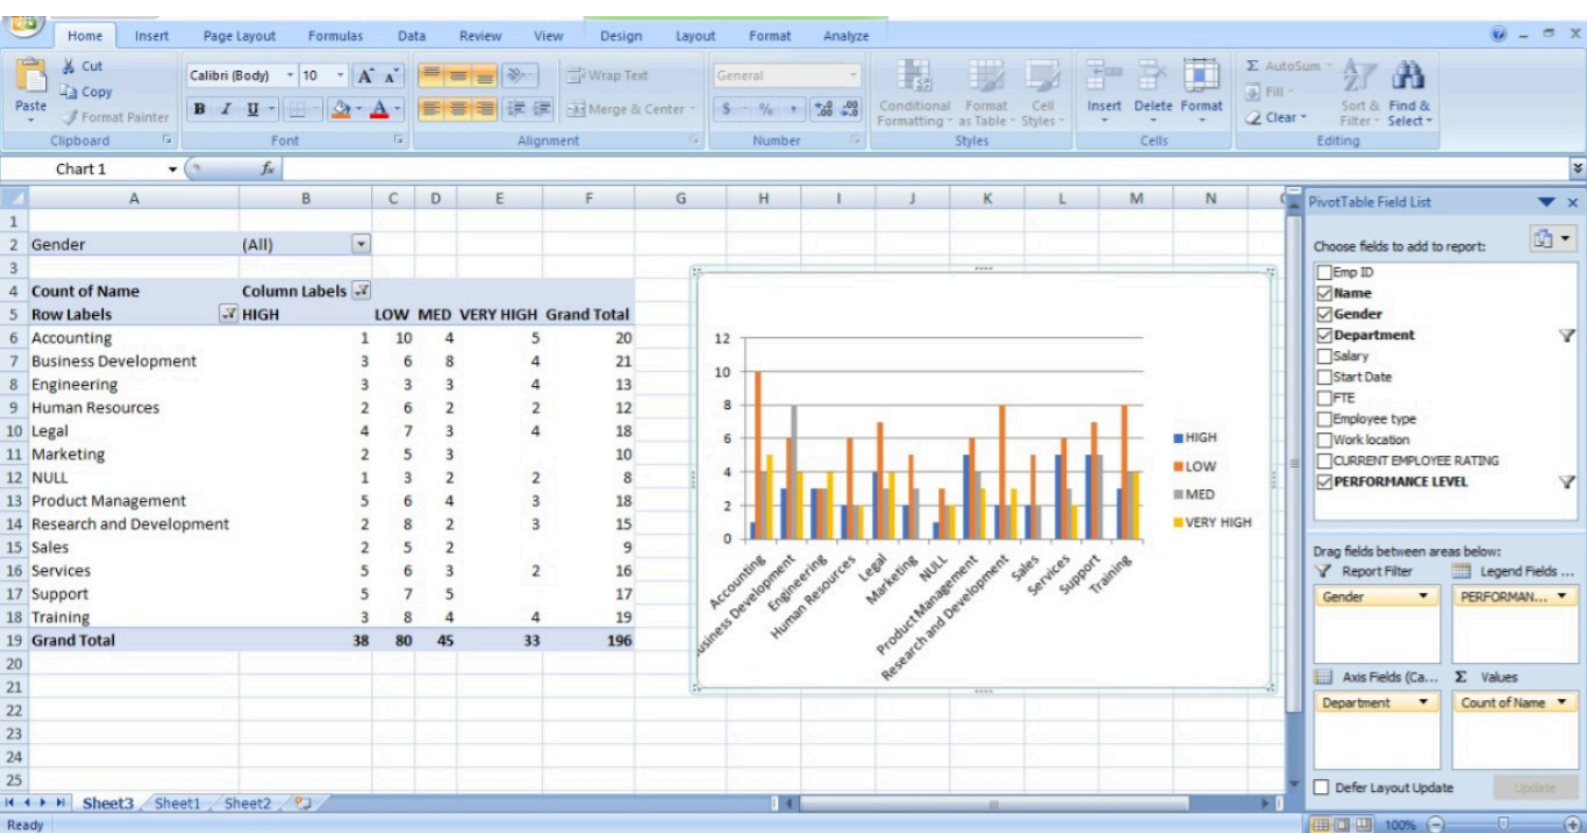 Home Insert Page Layout Formulas Data Review View Design Layout Format Analyze
Paste
Cut
Copy
Format Painter
Clipboard
Calibri (Body) 10 A A
B I U A
Font
Wrap Text
Merge & Center
Alignment
General
$ % , .00 .00
Number
Conditional Formatting
Format as Table
Cell Styles
Styles
Insert Delete Format
Cells
Σ AutoSum
Fill
Clear
Sort & Filter
Find & Select
Editing
Chart 1 fx
A B C D E F G H I J K L M N
1
2 Gender (All)
3
4 Count of Name Column Labels
5 Row Labels HIGH LOW MED VERY HIGH Grand Total
6 Accounting 1 10 4 5 20
7 Business Development 3 6 8 4 21
8 Engineering 3 3 3 4 13
9 Human Resources 2 6 2 2 12
10 Legal 4 7 3 4 18
11 Marketing 2 5 3 10
12 NULL 1 3 2 2 8
13 Product Management 5 6 4 3 18
14 Research and Development 2 8 2 3 15
15 Sales 2 5 2 9
16 Services 5 6 3 2 16
17 Support 5 7 5 17
18 Training 3 8 4 4 19
19 Grand Total 38 80 45 33 196
20
21
22
23
24
25
12
10
8
6
4
2
0
Accounting
usiness Development
Engineering
Human Resources
Legal
Marketing
NULL
Product Management
Research and Development
Sales
Services
Support
Training
HIGH
LOW
MED
VERY HIGH
PivotTable Field List
Choose fields to add to report:
Emp ID
Name
Gender
Department
Salary
Start Date
FTE
Employee type
Work location
CURRENT EMPLOYEE RATING
PERFORMANCE LEVEL
Drag fields between areas below:
Report Filter Legend Fields ...
Gender PERFORMAN...
Axis Fields (Ca... Σ Values
Department Count of Name
Defer Layout Update Update
Sheet3 Sheet1 Sheet2
Ready 100%